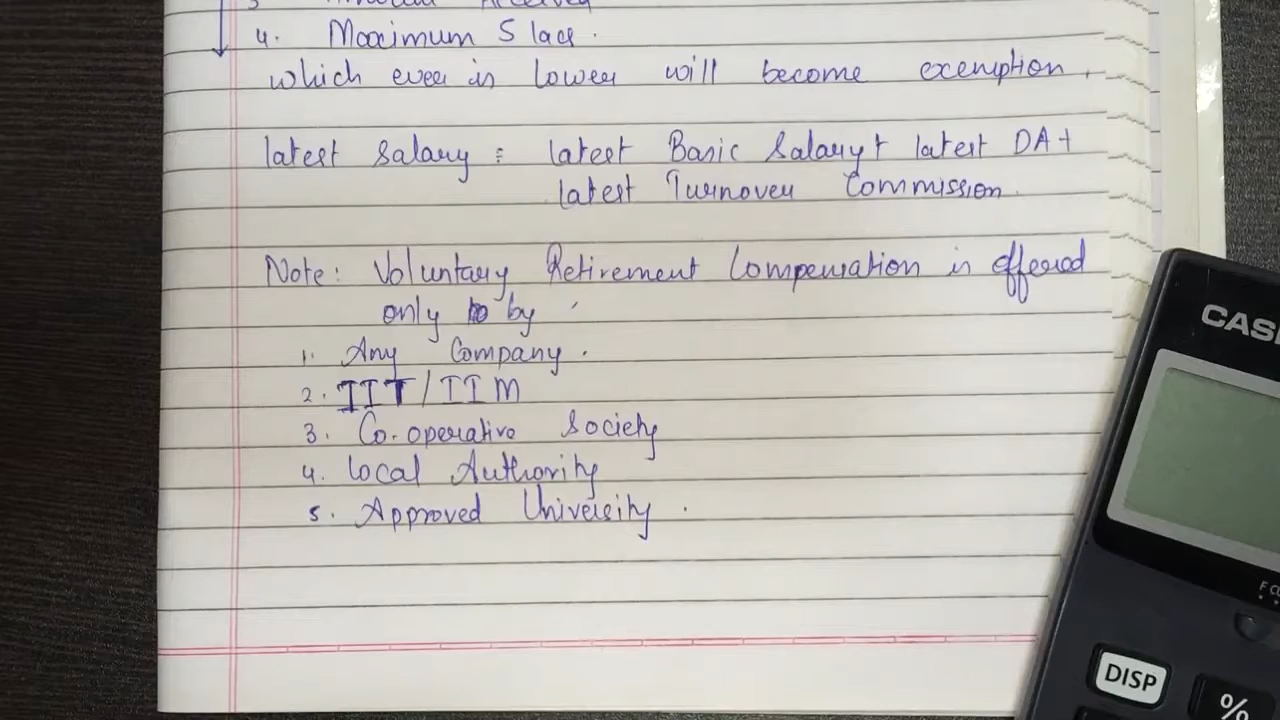 4. Maximum 5 lacs.
which ever is lower will become exemption.
latest salary = latest Basic Salary + latest DA +
latest Turnover Commission.
Note: Voluntary Retirement Compensation is offered
only by
1. Any Company.
2. IIT/IIM
3. Co-operative Society
4. Local Authority
5. Approved University.
DISP
%